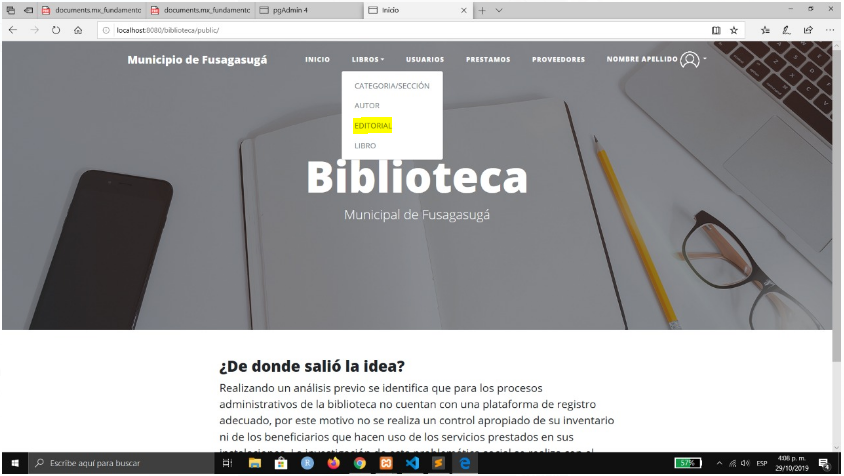 documents.mx_fundamento
documents.mx_fundamento
pgAdmin 4
Inicio
localhost:8080/biblioteca/public/
Municipio de Fusagasugá
INICIO
LIBROS
USUARIOS
PRESTAMOS
PROVEEDORES
NOMBRE APELLIDO
CATEGORIA/SECCIÓN
AUTOR
EDITORIAL
LIBRO
Biblioteca
Municipal de Fusagasugá
¿De donde salió la idea?
Realizando un análisis previo se identifica que para los procesos
administrativos de la biblioteca no cuentan con una plataforma de registro
adecuado, por este motivo no se realiza un control apropiado de su inventario
ni de los beneficiarios que hacen uso de los servicios prestados en sus
Escribe aquí para buscar
57%
ESP
4:08 p. m.
29/10/2019